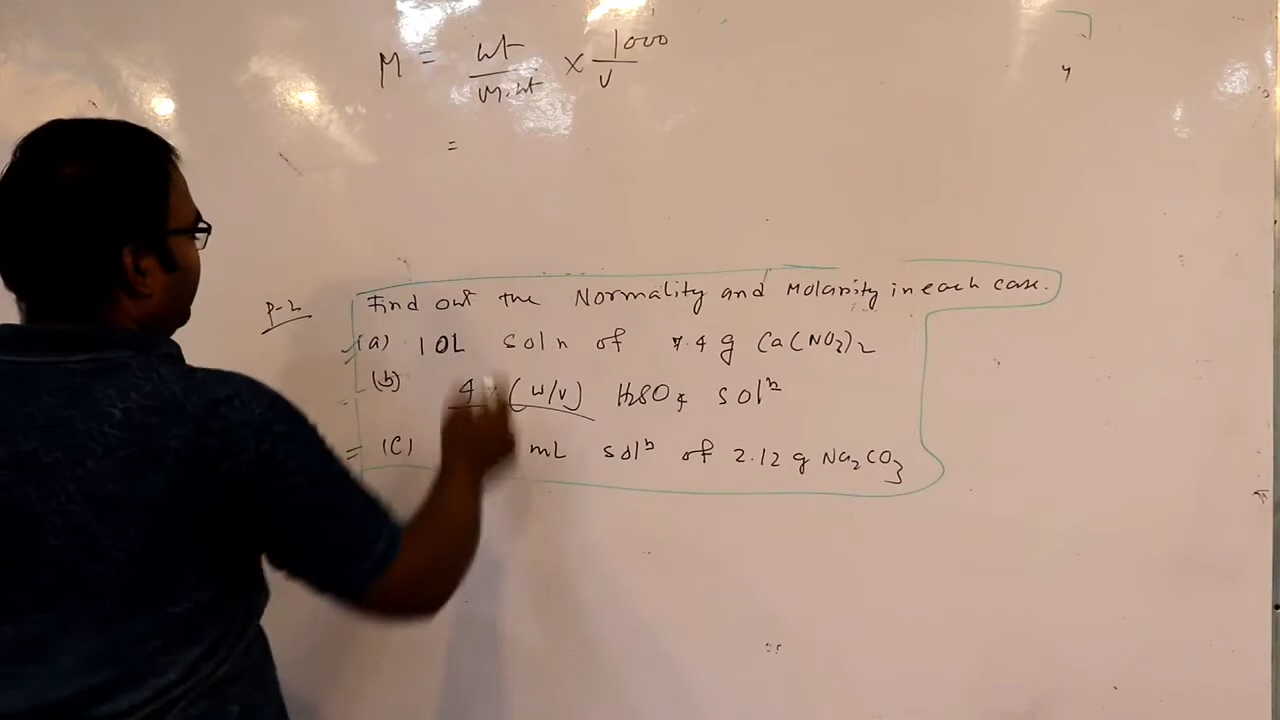 M = wt / M.wt × 1000 / V
=
P-2
Find out the Normality and Molarity in each case.
(a) 10L soln of 7.4 g Ca(NO3)2
(b) 4 (w/v) H2SO4 solⁿ
(c) mL solⁿ of 2.12 g Na2CO3